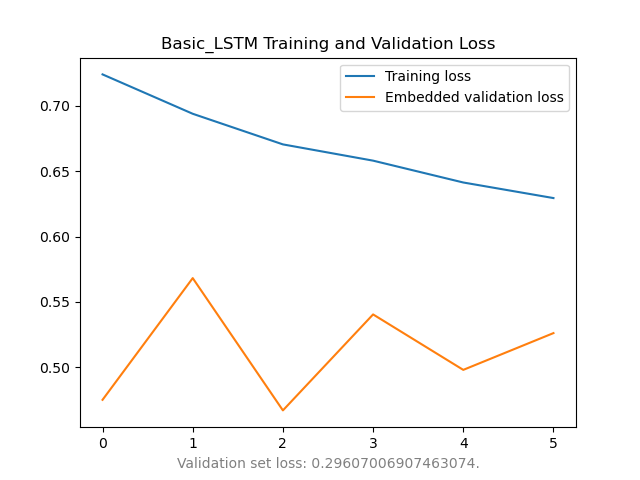 Basic_LSTM Training and Validation Loss
Training loss
Embedded validation loss
0.70
0.65
0.60
0.55
0.50
0 1 2 3 4 5
Validation set loss: 0.29607006907463074.